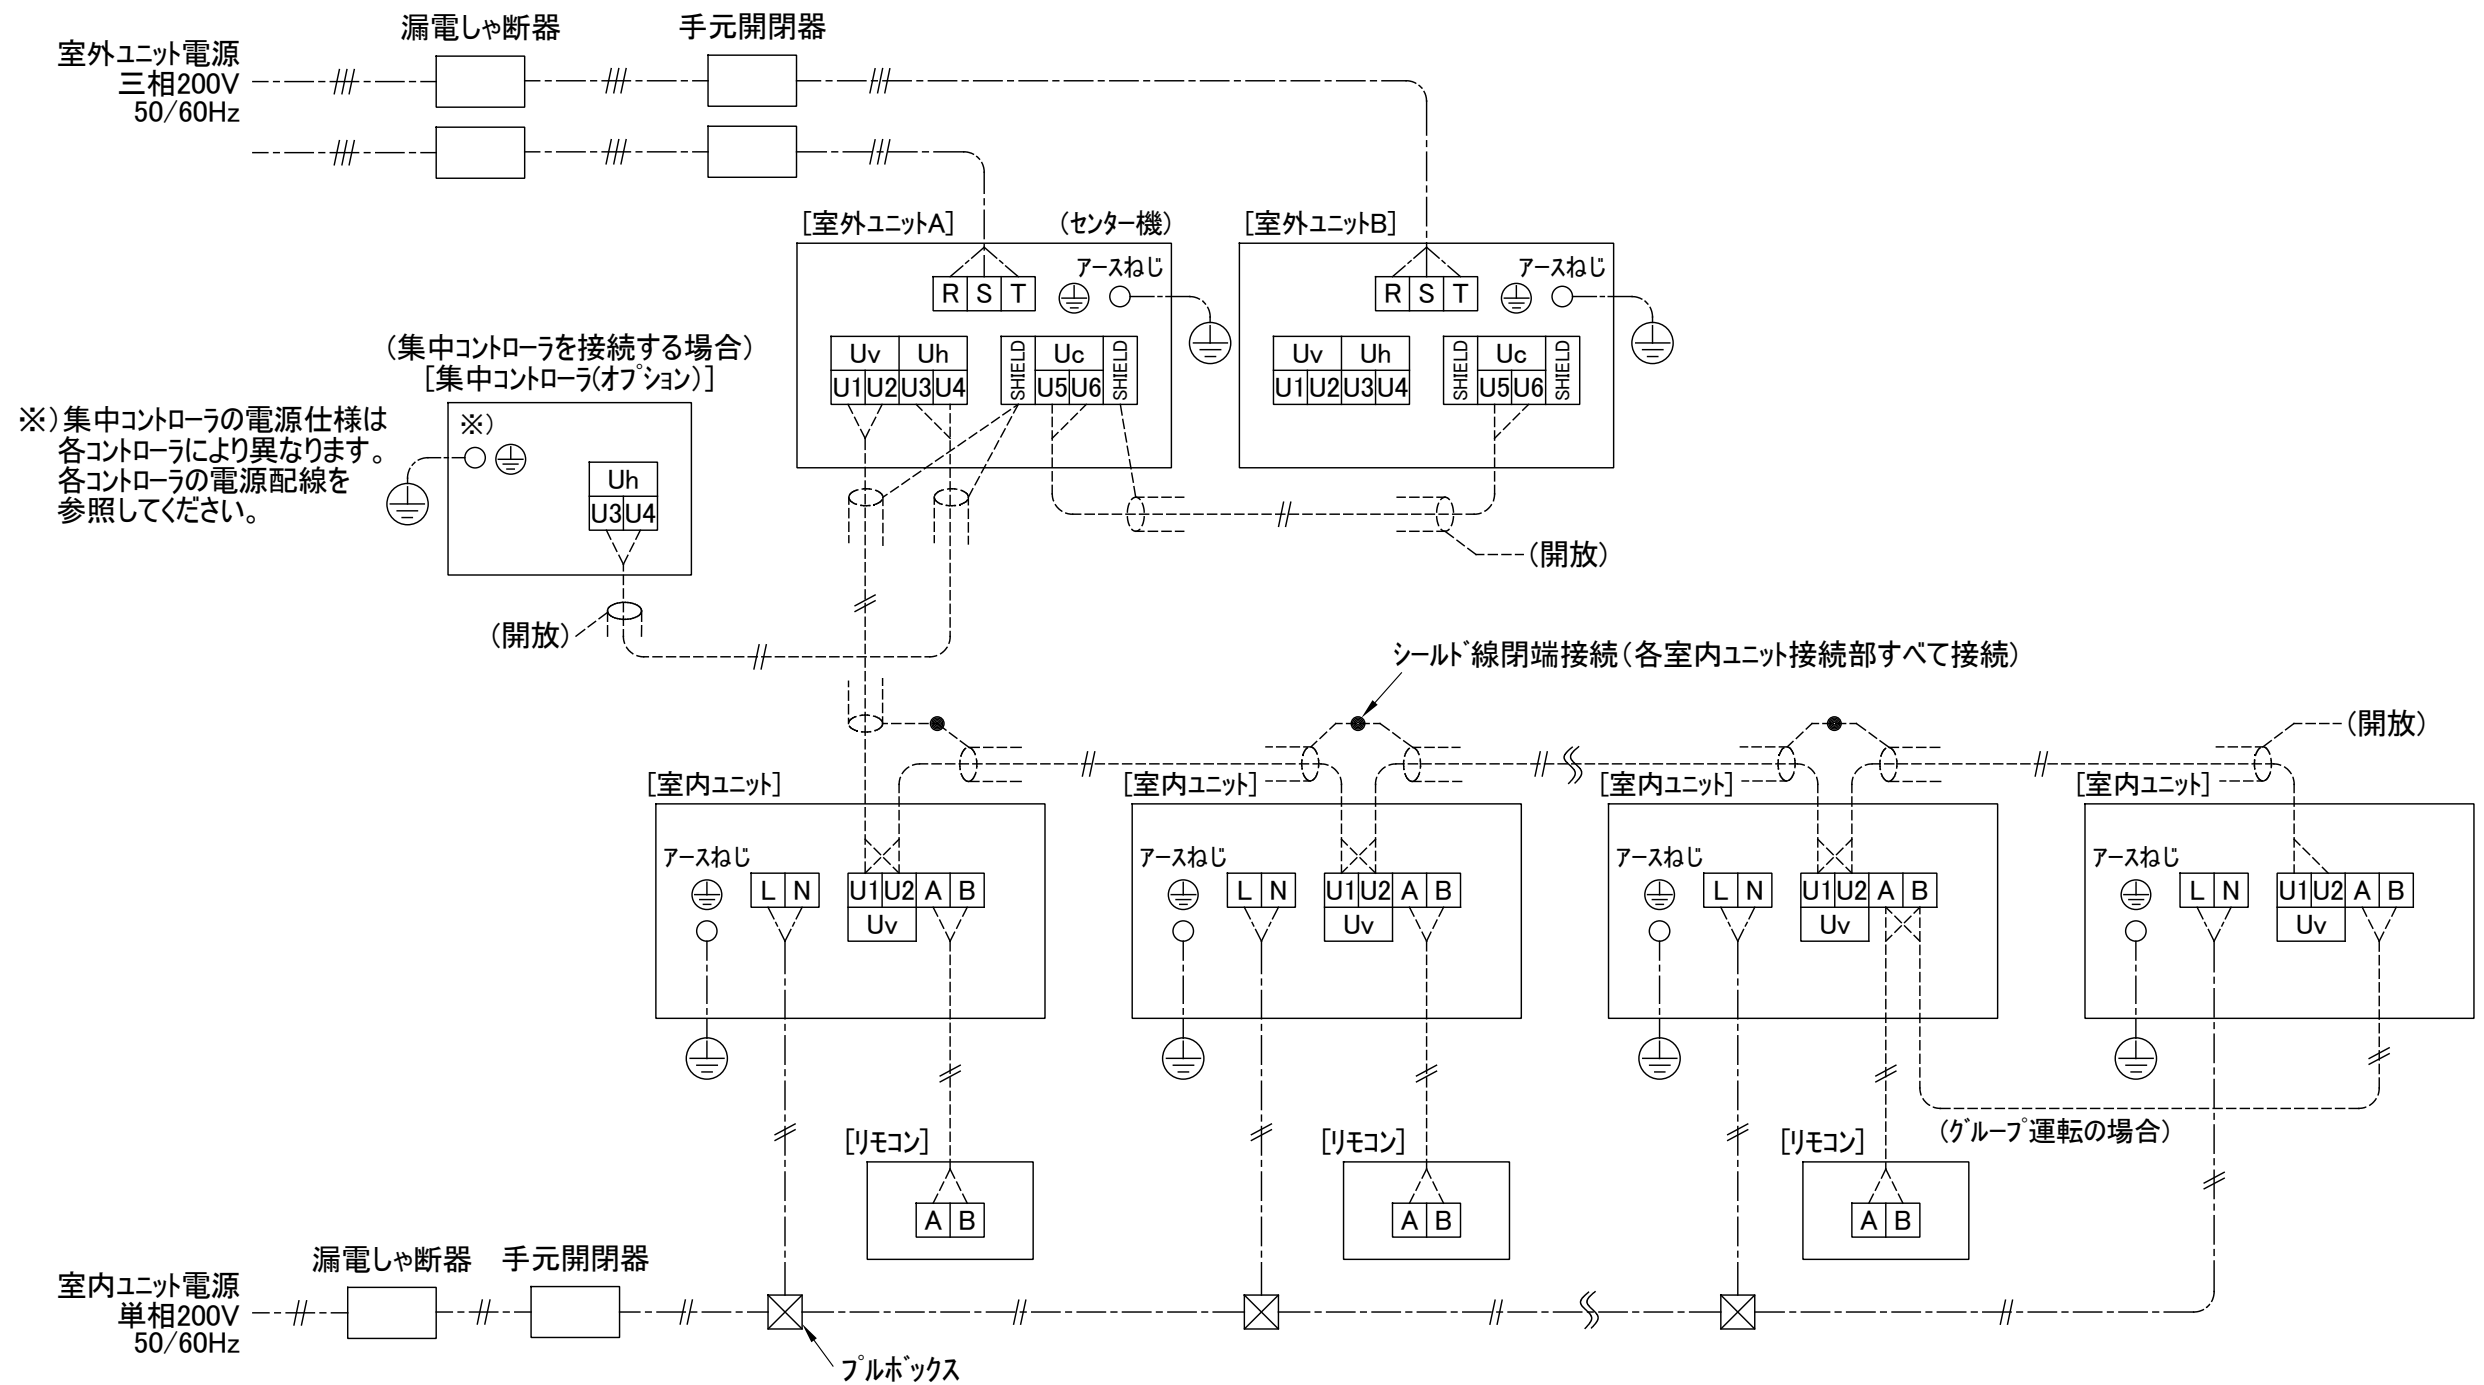 漏電しゃ断器
手元開閉器
室外ユニット電源
三相200V
50/60Hz
[室外ユニットA]
(センター機)
[室外ユニットB]
アースねじ
アースねじ
R S T
R S T
(集中コントローラを接続する場合)
[集中コントローラ(オプション)]
Uv Uh
U1 U2 U3 U4
SHIELD
Uc
U5 U6
SHIELD
Uv Uh
U1 U2 U3 U4
SHIELD
Uc
U5 U6
SHIELD
※)集中コントローラの電源仕様は
各コントローラにより異なります。
各コントローラの電源配線を
参照してください。
※)
Uh
U3 U4
(開放)
(開放)
シールド線閉端接続(各室内ユニット接続部すべて接続)
(開放)
[室内ユニット]
[室内ユニット]
[室内ユニット]
[室内ユニット]
アースねじ
L N
U1 U2 A B
Uv
アースねじ
L N
U1 U2 A B
Uv
アースねじ
L N
U1 U2 A B
Uv
アースねじ
L N
U1 U2 A B
Uv
[リモコン]
[リモコン]
[リモコン]
(グループ運転の場合)
A B
A B
A B
漏電しゃ断器
手元開閉器
室内ユニット電源
単相200V
50/60Hz
プルボックス